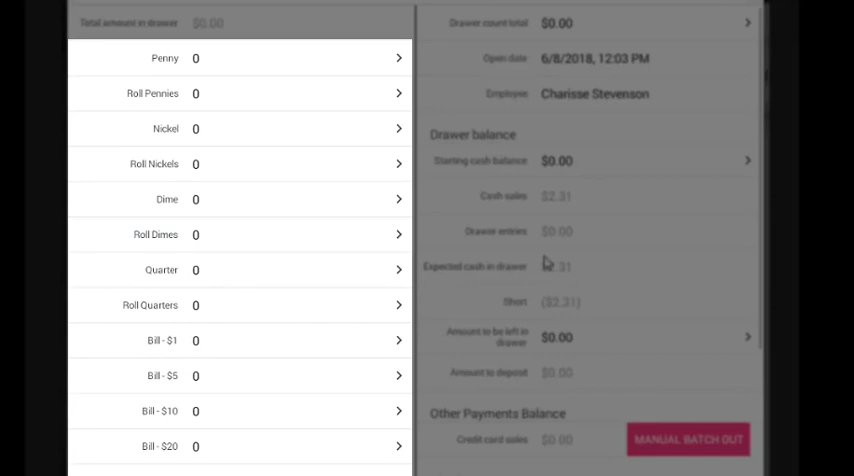 Total amount in drawer $0.00
Penny 0
Roll Pennies 0
Nickel 0
Roll Nickels 0
Dime 0
Roll Dimes 0
Quarter 0
Roll Quarters 0
Bill - $1 0
Bill - $5 0
Bill - $10 0
Bill - $20 0
Drawer count total $0.00
Open date 6/8/2018, 12:03 PM
Employee Charisse Stevenson
Drawer balance
Starting cash balance $0.00
Cash sales $2.31
Drawer entries $0.00
Expected cash in drawer $2.31
Short ($2.31)
Amount to be left in
drawer $0.00
Amount to deposit $0.00
Other Payments Balance
Credit card sales $0.00
MANUAL BATCH OUT